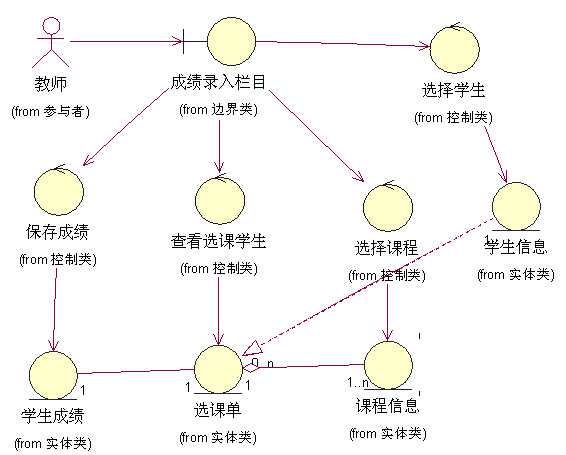 教师
(from 参与者)
成绩录入栏目
(from 边界类)
选择学生
(from 控制类)
保存成绩
(from 控制类)
查看选课学生
(from 控制类)
选择课程
(from 控制类)
1
学生信息
(from 实体类)
0..n
1
1
1
1..n
学生成绩
(from 实体类)
选课单
(from 实体类)
课程信息
(from 实体类)